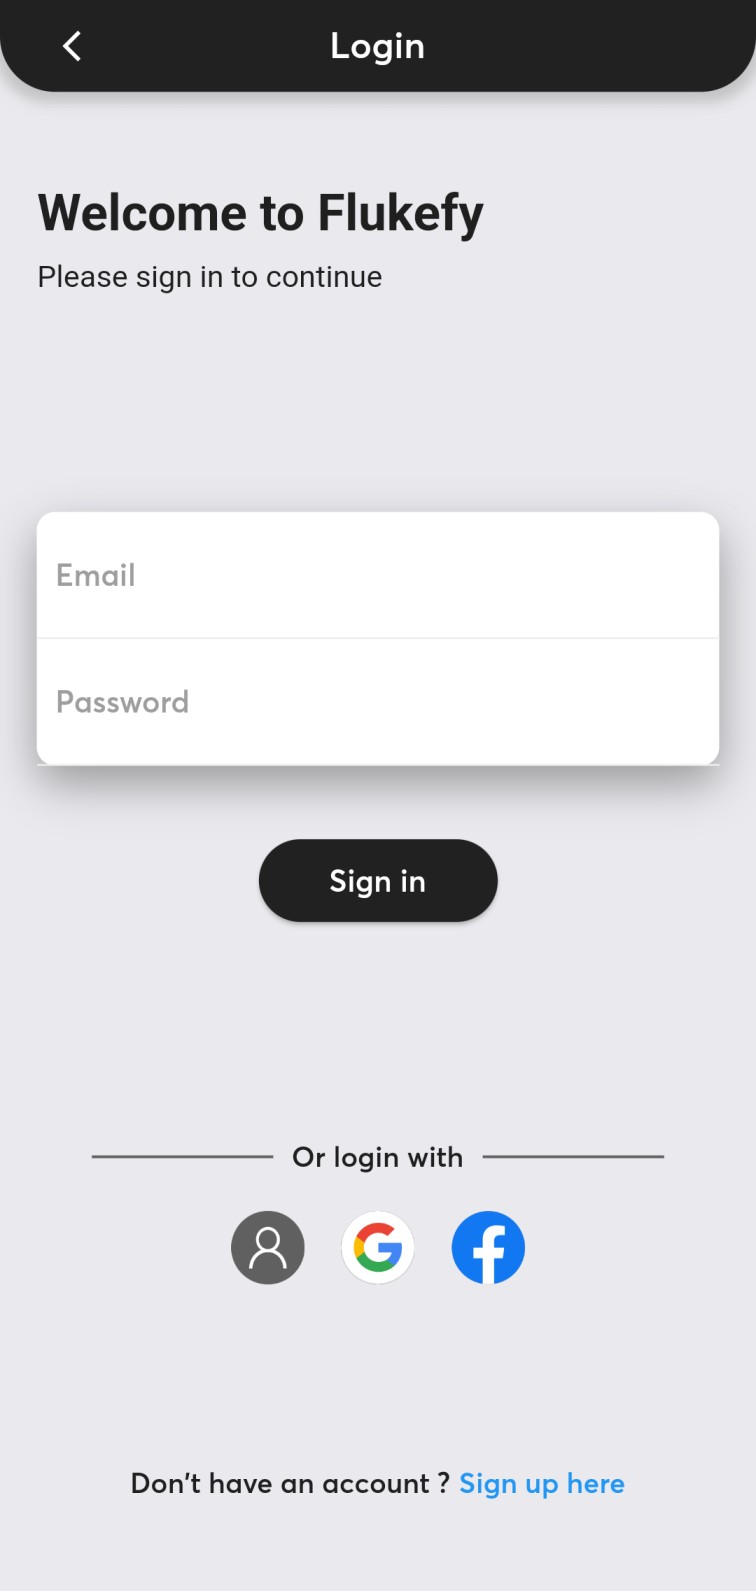 Login
Welcome to Flukefy
Please sign in to continue
Email
Password
Sign in
Or login with
Don't have an account ? Sign up here